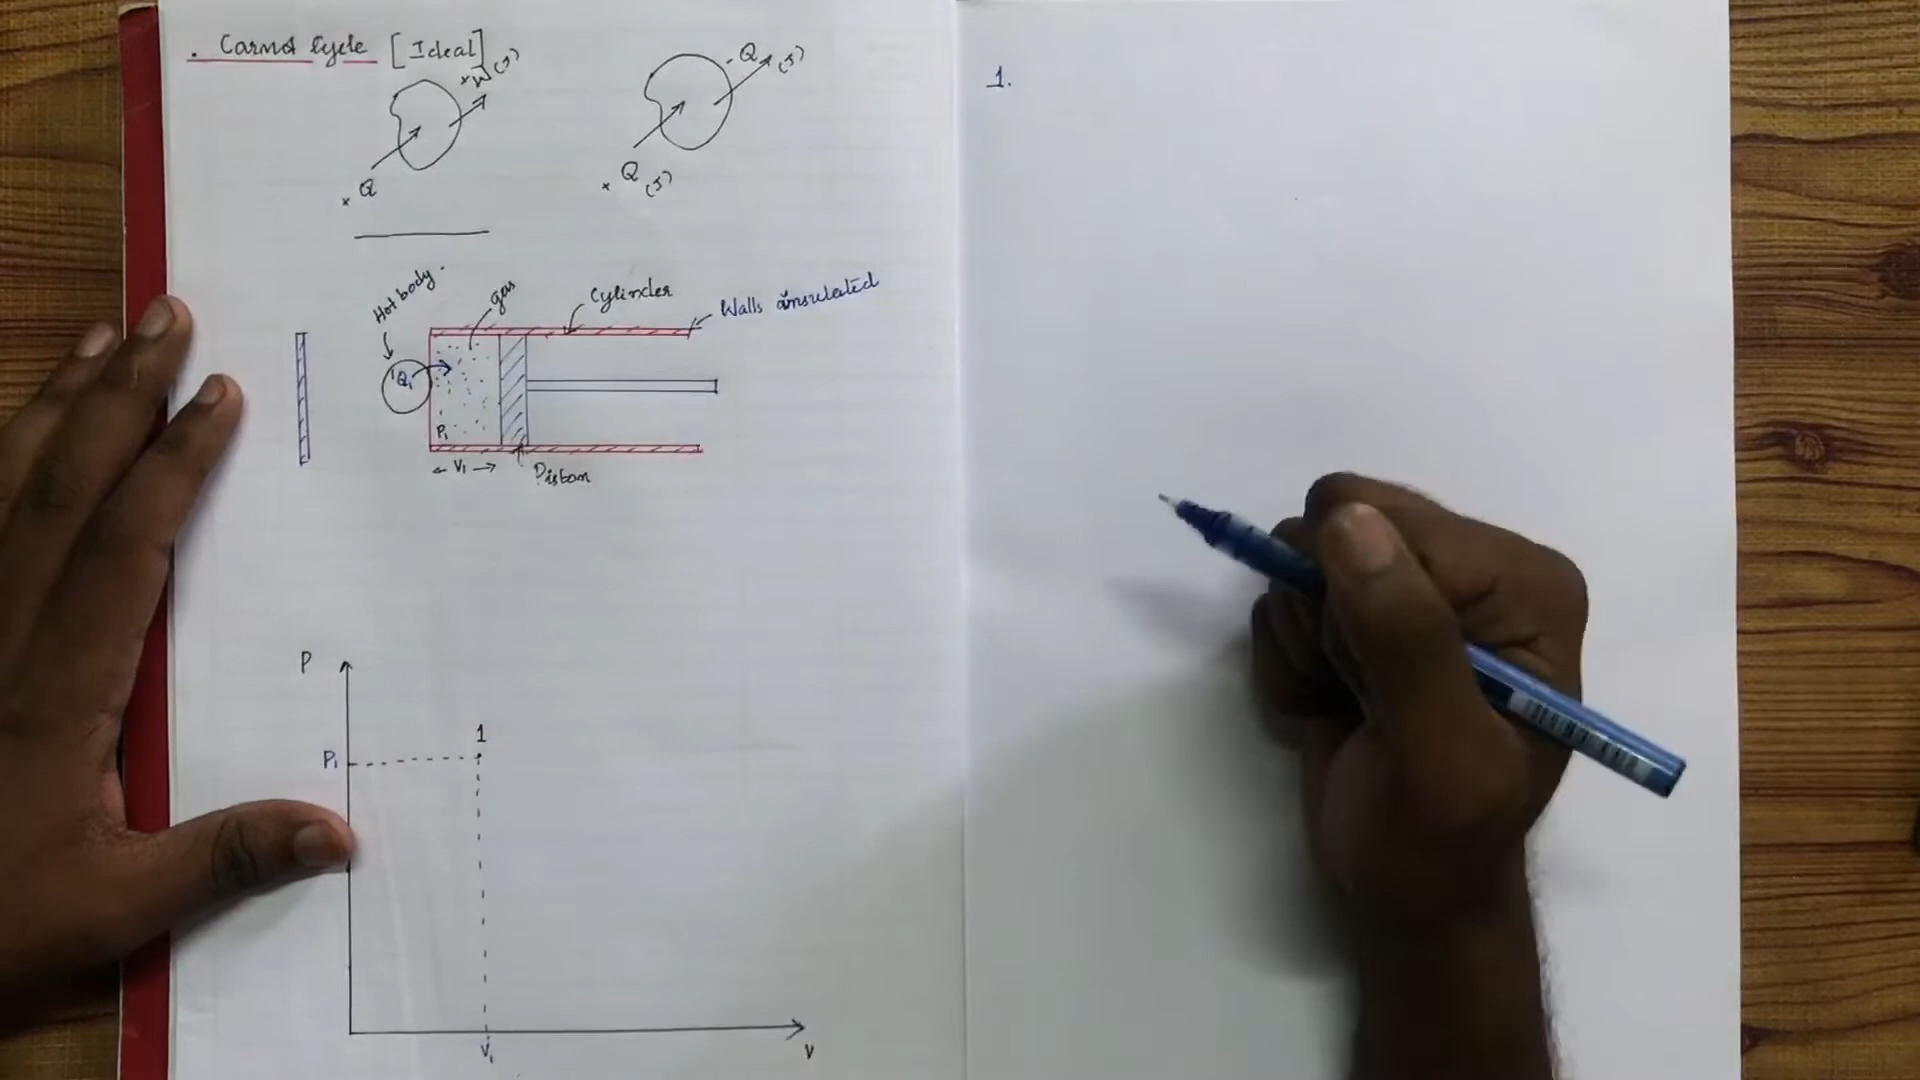 . Carnot Cycle [Ideal]
+W (J)
+ Q
- Q (J)
+ Q (J)
Hot body.
gas
Cylinder
Walls insulated
Q₁
P₁
← V₁ →
Piston
P
1
P₁
V₁
V
1.